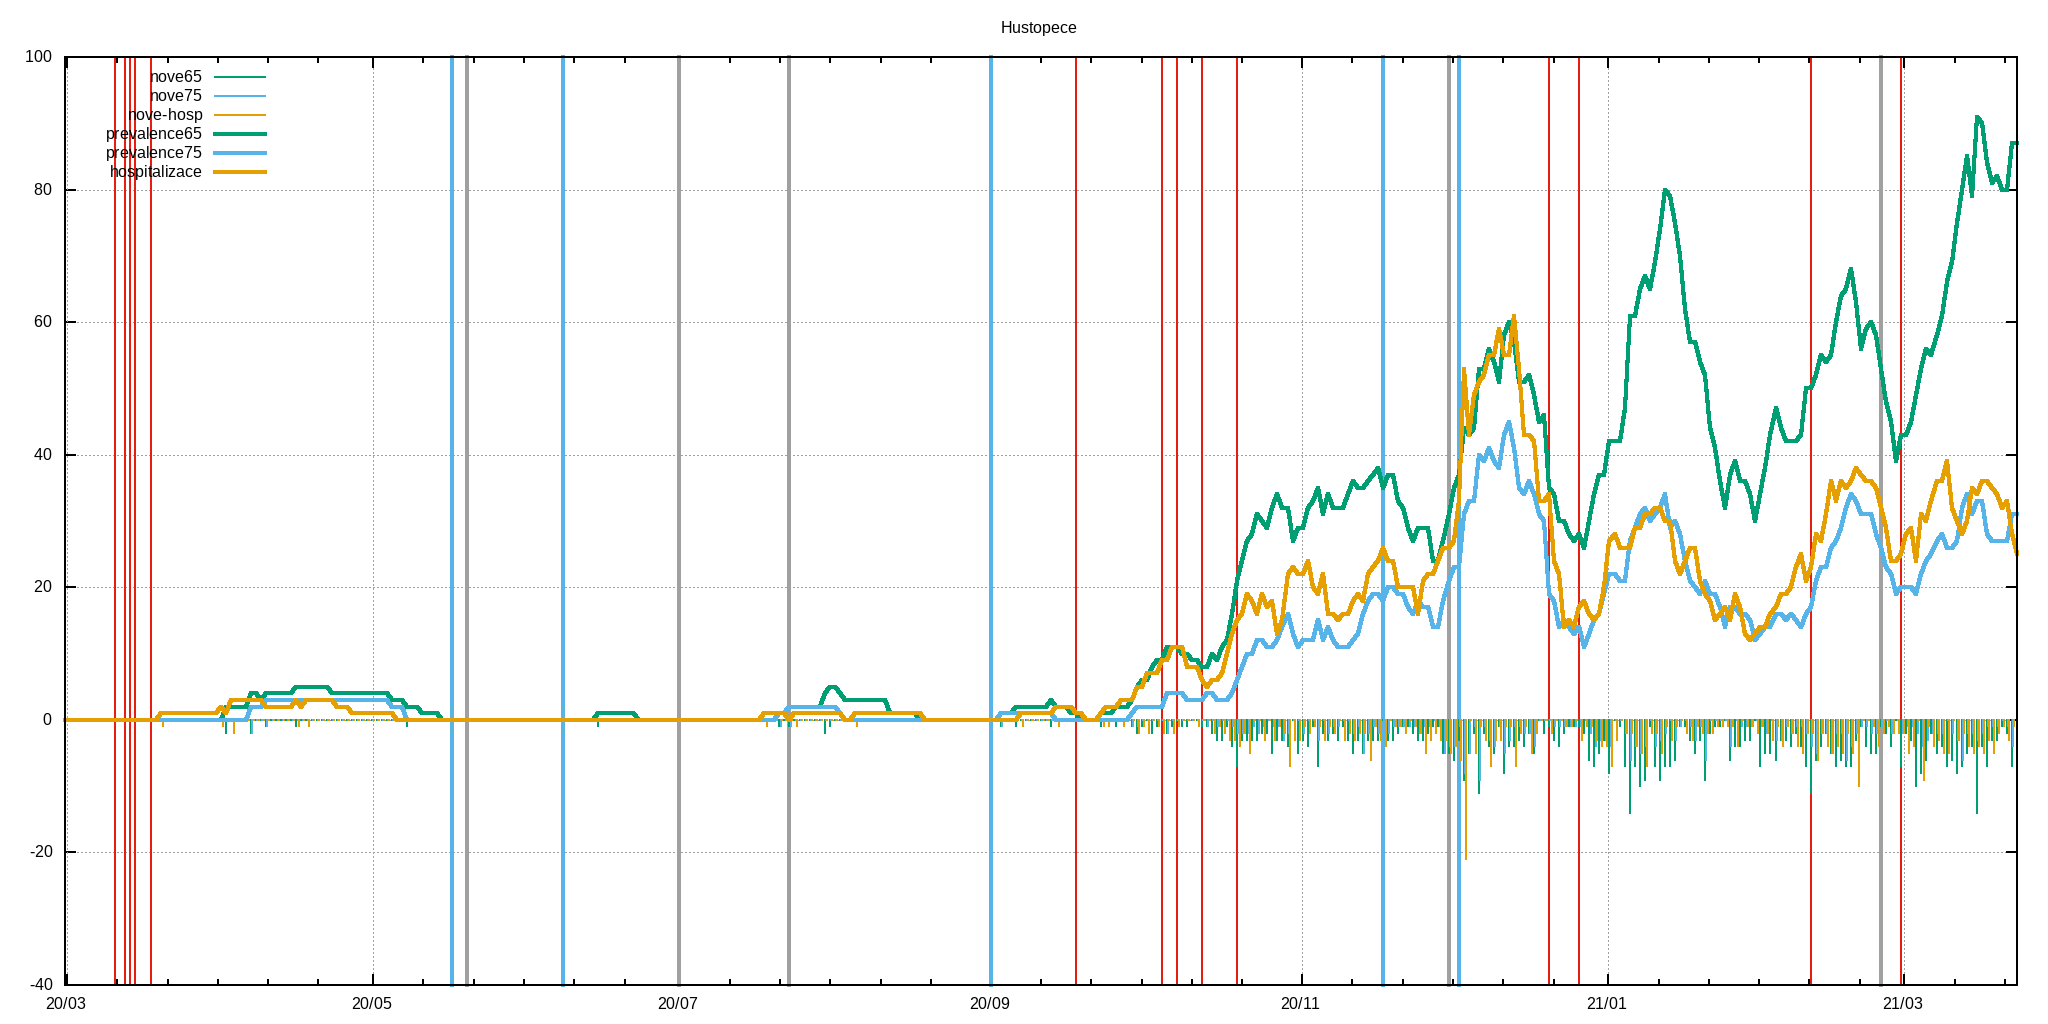 Hustopece
100
nove65
nove75
nove-hosp
prevalence65
prevalence75
hospitalizace
80
60
40
20
0
-20
-40
20/03 20/05 20/07 20/09 20/11 21/01 21/03